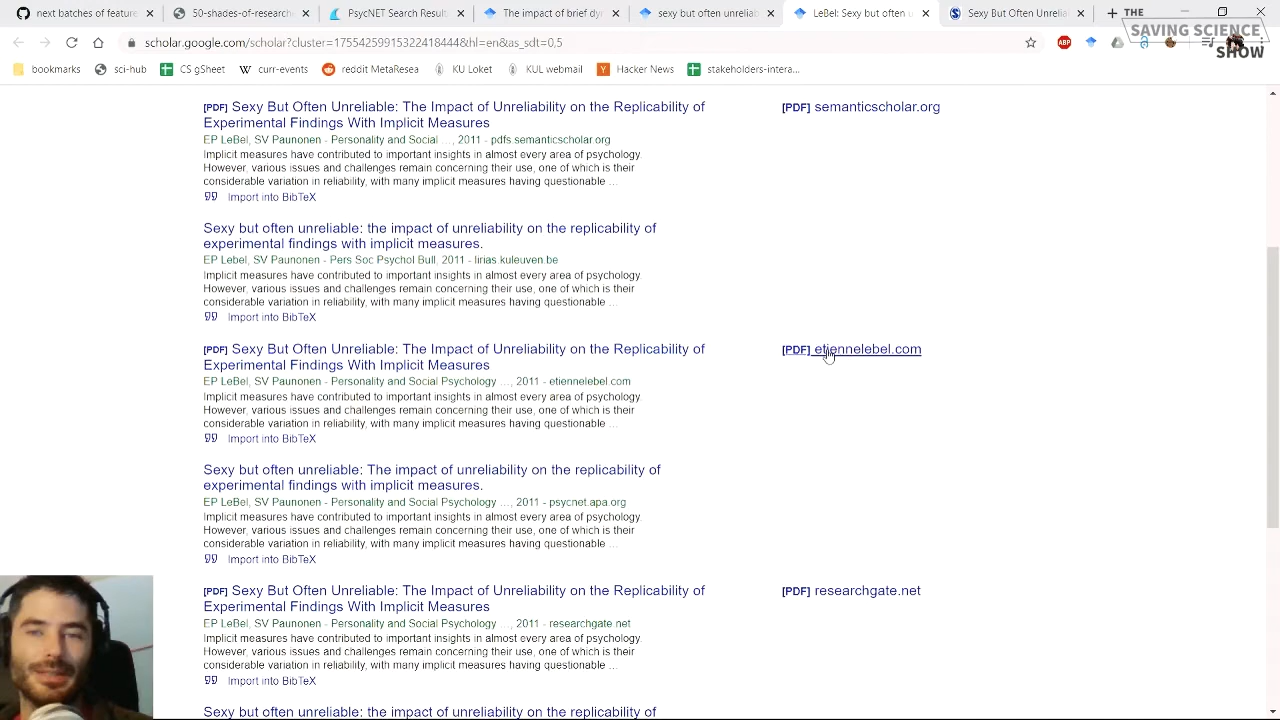 next batches of feature
50-shades-of-research
PsycNET Search Res
The impact of brief dy
sexy but often unreliab
LeBel: Sexy but often u
Sexy But Often Unrelia
THE
SAVING SCIENCE
SHOW
bookmarks
sci-hub
CS gSheet
curr-events
reddit MetaResea
KU Loket
KUL webmail
Hacker News
stakeholders-intera...
[PDF] Sexy But Often Unreliable: The Impact of Unreliability on the Replicability of
Experimental Findings With Implicit Measures
[PDF] semanticscholar.org
EP LeBel, SV Paunonen - Personality and Social ..., 2011 - pdfs.semanticscholar.org
Implicit measures have contributed to important insights in almost every area of psychology.
However, various issues and challenges remain concerning their use, one of which is their
considerable variation in reliability, with many implicit measures having questionable ...
Import into BibTeX
Sexy but often unreliable: the impact of unreliability on the replicability of
experimental findings with implicit measures.
EP Lebel, SV Paunonen - Pers Soc Psychol Bull, 2011 - lirias.kuleuven.be
Implicit measures have contributed to important insights in almost every area of psychology.
However, various issues and challenges remain concerning their use, one of which is their
considerable variation in reliability, with many implicit measures having questionable ...
Import into BibTeX
[PDF] Sexy But Often Unreliable: The Impact of Unreliability on the Replicability of
Experimental Findings With Implicit Measures
[PDF] etiennelebel.com
EP LeBel, SV Paunonen - Personality and Social Psychology ..., 2011 - etiennelebel.com
Implicit measures have contributed to important insights in almost every area of psychology.
However, various issues and challenges remain concerning their use, one of which is their
considerable variation in reliability, with many implicit measures having questionable ...
Import into BibTeX
Sexy but often unreliable: The impact of unreliability on the replicability of
experimental findings with implicit measures.
EP LeBel, SV Paunonen - Personality and Social Psychology ..., 2011 - psycnet.apa.org
Implicit measures have contributed to important insights in almost every area of psychology.
However, various issues and challenges remain concerning their use, one of which is their
considerable variation in reliability, with many implicit measures having questionable ...
Import into BibTeX
[PDF] Sexy But Often Unreliable: The Impact of Unreliability on the Replicability of
Experimental Findings With Implicit Measures
[PDF] researchgate.net
EP LeBel, SV Paunonen - Personality and Social Psychology ..., 2011 - researchgate.net
Implicit measures have contributed to important insights in almost every area of psychology.
However, various issues and challenges remain concerning their use, one of which is their
considerable variation in reliability, with many implicit measures having questionable ...
Import into BibTeX
Sexy but often unreliable: the impact of unreliability on the replicability of